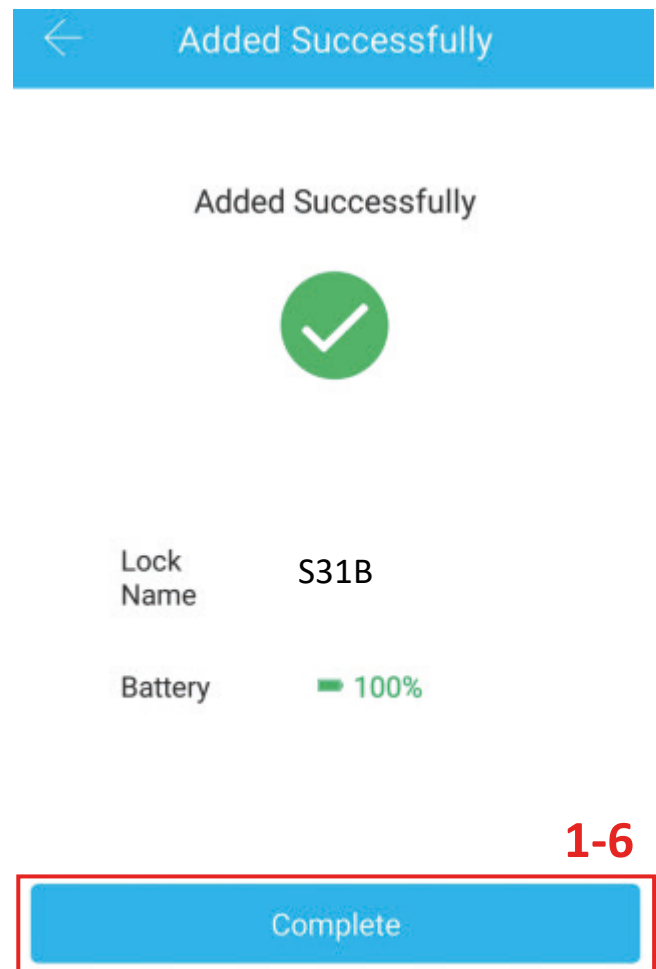 Added Successfully
Added Successfully
Lock
Name
S31B
Battery
100%
1-6
Complete